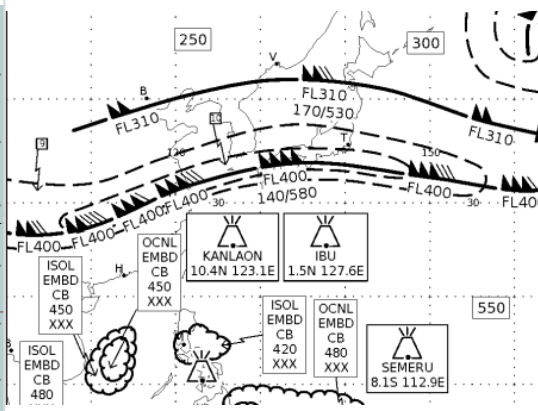 250
300
V
B
FL310
170/530
FL310
FL310
9
10
120
T
150
FL400
140/580
FL400
FL400
FL400
FL400
FL400
FL400
30
30
H
ISOL
EMBD
CB
450
XXX
OCNL
EMBD
CB
450
XXX
KANLAON
10.4N 123.1E
IBU
1.5N 127.6E
550
ISOL
EMBD
CB
420
XXX
OCNL
EMBD
CB
480
XXX
SEMERU
8.1S 112.9E
B
ISOL
EMBD
CB
480